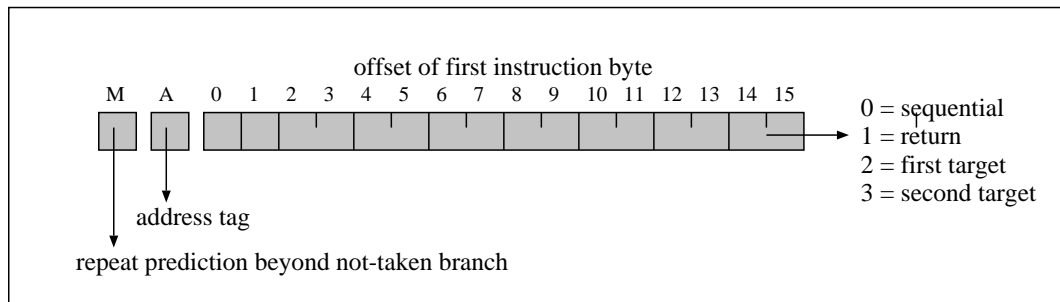 offset of first instruction byte
M A 0 1 2 3 4 5 6 7 8 9 10 11 12 13 14 15
0 = sequential
1 = return
2 = first target
3 = second target
address tag
repeat prediction beyond not-taken branch